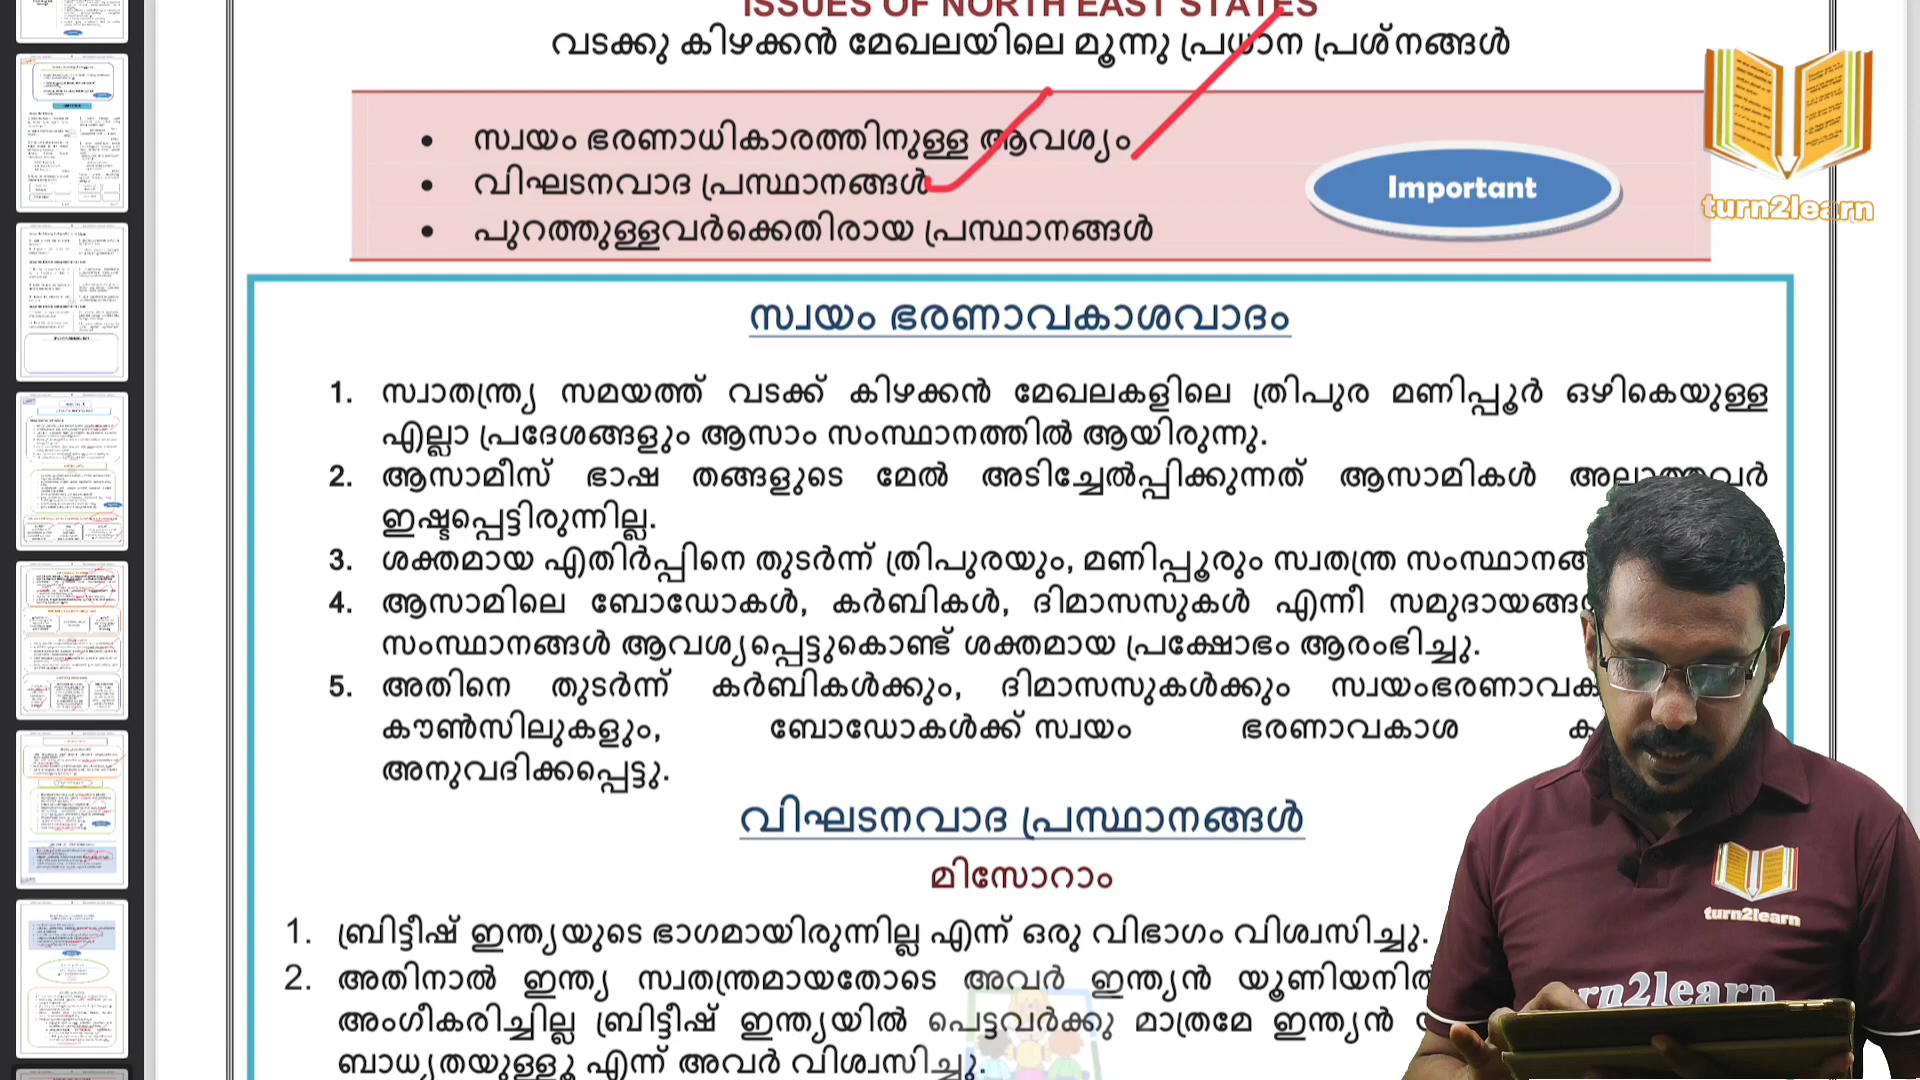 ISSUES OF NORTH EAST STATES
വടക്കു കിഴക്കൻ മേഖലയിലെ മൂന്നു പ്രധാന പ്രശ്നങ്ങൾ
• സ്വയം ഭരണാധികാരത്തിനുള്ള ആവശ്യം
• വിഘടനവാദ പ്രസ്ഥാനങ്ങൾ
• പുറത്തുള്ളവർക്കെതിരായ പ്രസ്ഥാനങ്ങൾ
Important
turn2learn
സ്വയം ഭരണാവകാശവാദം
1. സ്വാതന്ത്ര്യ സമയത്ത് വടക്ക് കിഴക്കൻ മേഖലകളിലെ ത്രിപുര മണിപ്പൂർ ഒഴികെയുള്ള
എല്ലാ പ്രദേശങ്ങളും ആസാം സംസ്ഥാനത്തിൽ ആയിരുന്നു.
2. ആസാമീസ് ഭാഷ തങ്ങളുടെ മേൽ അടിച്ചേൽപ്പിക്കുന്നത് ആസാമികൾ അല്ലാത്തവർ
ഇഷ്ടപ്പെട്ടിരുന്നില്ല.
3. ശക്തമായ എതിർപ്പിനെ തുടർന്ന് ത്രിപുരയും, മണിപ്പൂരും സ്വതന്ത്ര
4. ആസാമിലെ ബോഡോകൾ, കർബികൾ, ദിമാസസുകൾ എന്നീ
സംസ്ഥാനങ്ങൾ ആവശ്യപ്പെട്ടുകൊണ്ട് ശക്തമായ പ്രക്ഷോഭം ആരംഭിച്ചു.
5. അതിനെ തുടർന്ന് കർബികൾക്കും, ദിമാസസുകൾക്കും
കൗൺസിലുകളും, ബോഡോകൾക്ക് സ്വയം ഭരണാവകാശ
അനുവദിക്കപ്പെട്ടു.
വിഘടനവാദ പ്രസ്ഥാനങ്ങൾ
മിസോറാം
1. ബ്രിട്ടീഷ് ഇന്ത്യയുടെ ഭാഗമായിരുന്നില്ല എന്ന് ഒരു വിഭാഗം വിശ്വസിച്ചു.
2. അതിനാൽ ഇന്ത്യ സ്വതന്ത്രമായതോടെ അവർ ഇന്ത്യൻ യൂണിയനിൽ
അംഗീകരിച്ചില്ല ബ്രിട്ടീഷ് ഇന്ത്യയിൽ പെട്ടവർക്കു മാത്രമേ ഇന്ത്യൻ
ബാധ്യതയുള്ളൂ എന്ന് അവർ വിശ്വസിച്ചു.
turn2learn
turn2learn